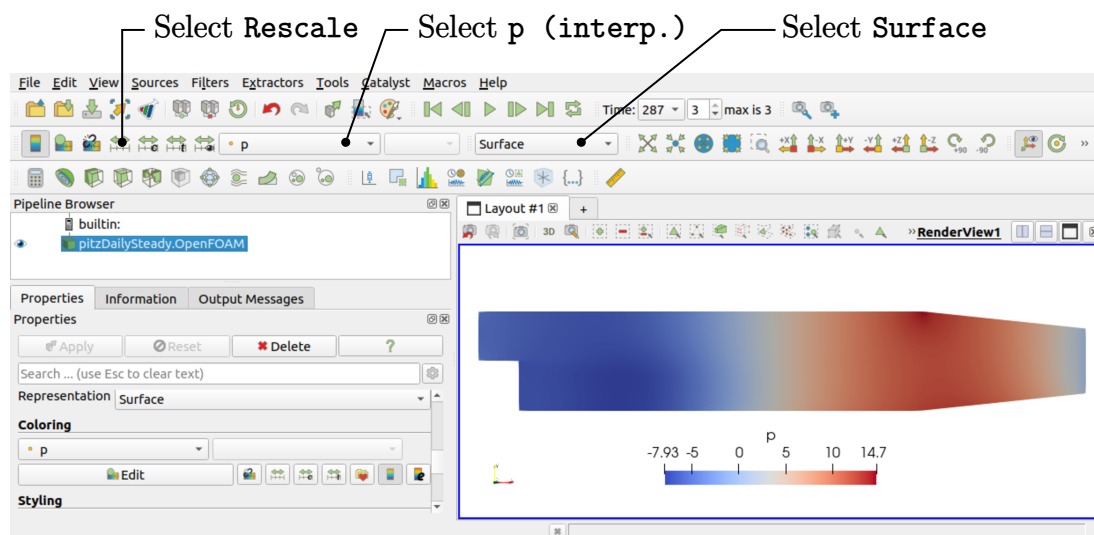 Select Rescale
Select p (interp.)
Select Surface
File Edit View Sources Filters Extractors Tools Catalyst Macros Help
Time: 287 3 max is 3
p
Surface
+X -X +Y -Y +Z -Z +90 -90 »
{...}
Pipeline Browser
builtin:
pitzDailySteady.OpenFOAM
Properties Information Output Messages
Properties
Apply Reset Delete ?
Search ... (use Esc to clear text)
Representation Surface
Coloring
p
Edit
e
Styling
Layout #1 +
3D » RenderView1
p
-7.93 -5 0 5 10 14.7